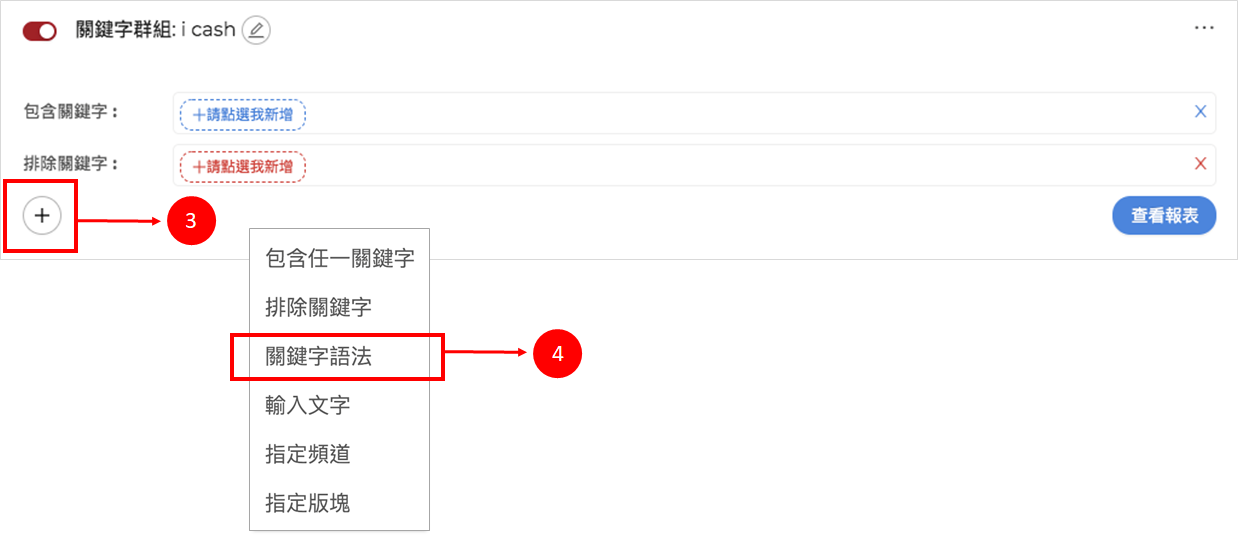 關鍵字群組: i cash
...
包含關鍵字：
＋請點選我新增
X
排除關鍵字：
＋請點選我新增
X
+
3
查看報表
包含任一關鍵字
排除關鍵字
關鍵字語法
4
輸入文字
指定頻道
指定版塊